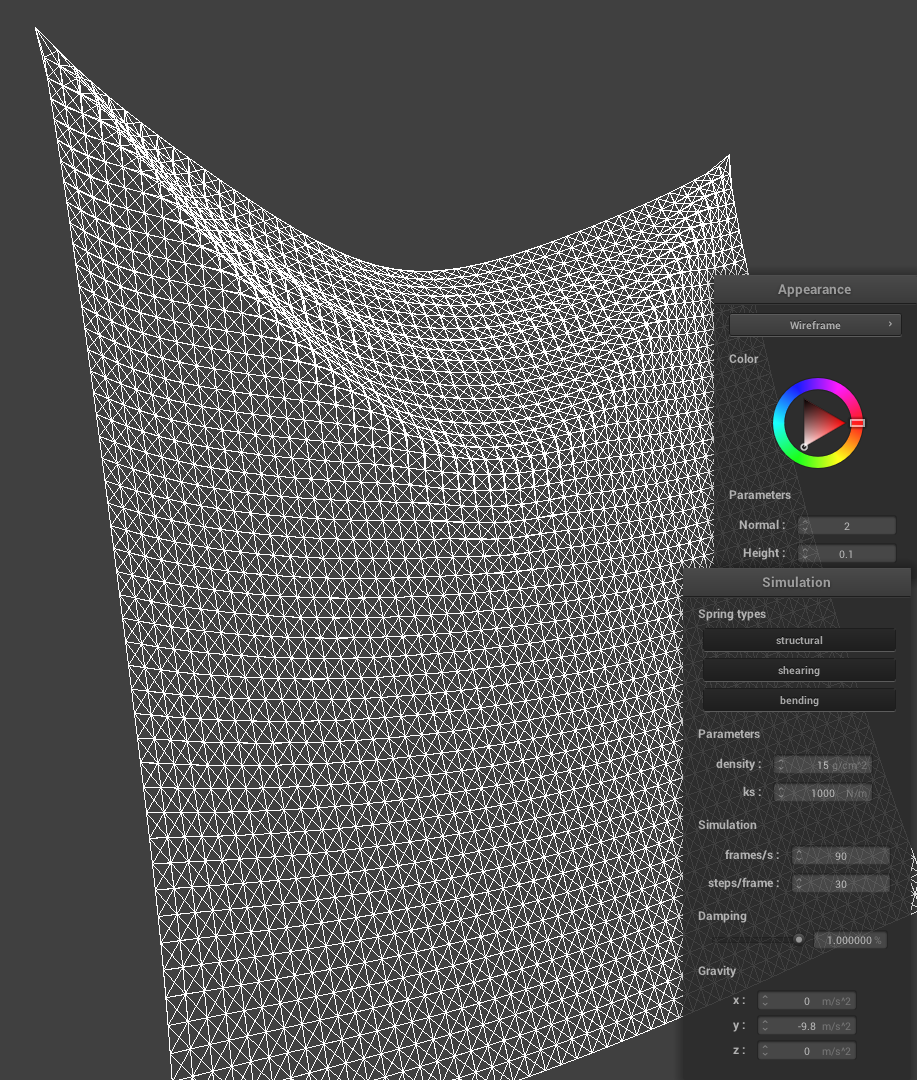 Appearance
Wireframe ›
Color
Parameters
Normal : 2
Height : 0.1
Simulation
Spring types
structural
shearing
bending
Parameters
density : 15 g/cm^2
ks : 1000 N/m
Simulation
frames/s : 90
steps/frame : 30
Damping
1.000000 %
Gravity
x : 0 m/s^2
y : -9.8 m/s^2
z : 0 m/s^2